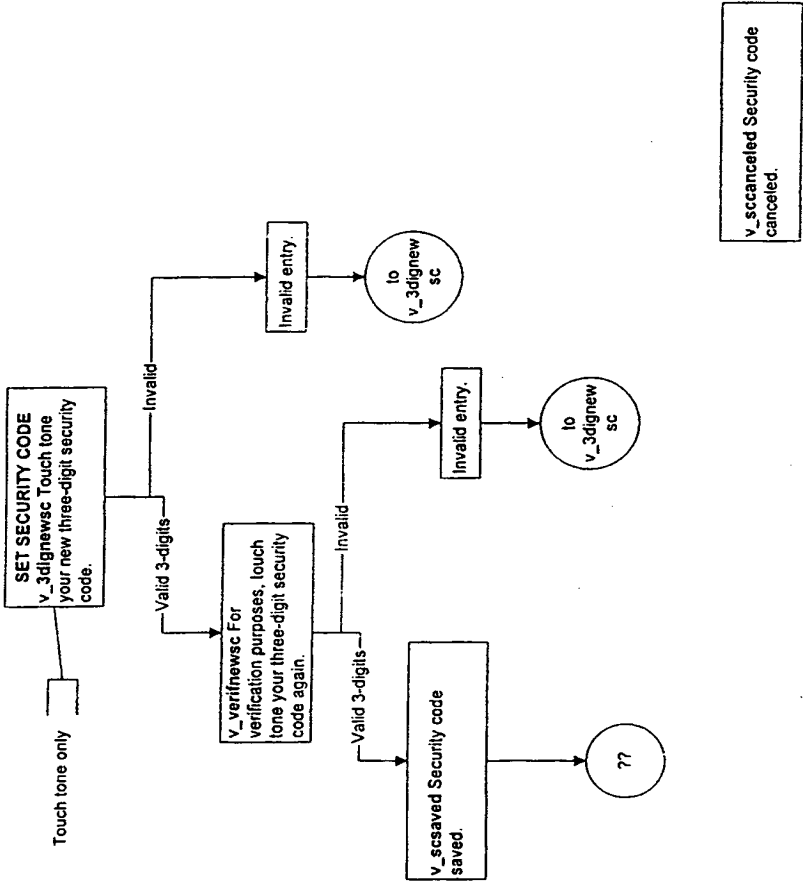 Touch tone only
SET SECURITY CODE
v_3dignewsc Touch tone
your new three-digit security
code.
Valid 3-digits
Invalid
Invalid entry.
to
v_3dignew
sc
v_verifnewsc For
verification purposes, touch
tone your three-digit security
code again.
Valid 3-digits
Invalid
Invalid entry.
to
v_3dignew
sc
v_scsaved Security code
saved.
??
v_sccanceled Security code
canceled.